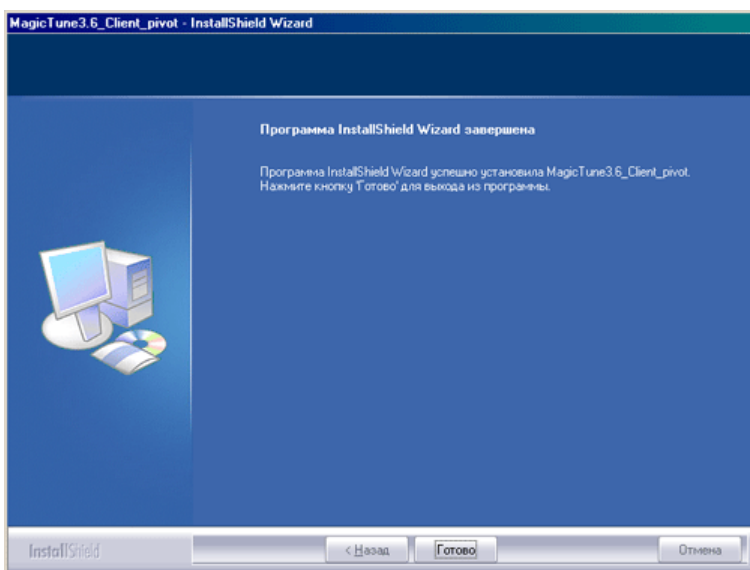 MagicTune3.6_Client_pivot - InstallShield Wizard
Программа InstallShield Wizard завершена
Программа InstallShield Wizard успешно установила MagicTune3.6_Client_pivot.
Нажмите кнопку 'Готово' для выхода из программы.
InstallShield
< Назад
Готово
Отмена